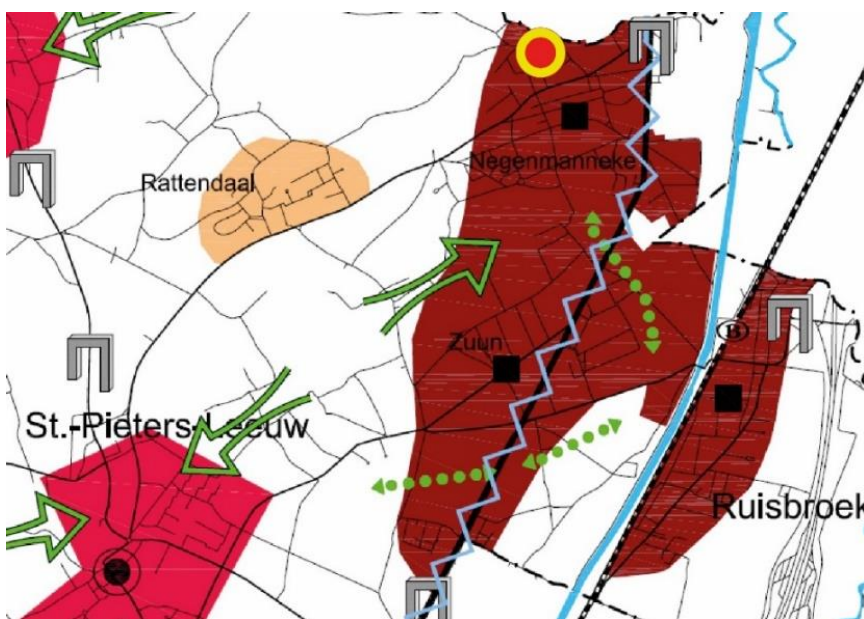 Negenmanneke
Rattendaal
B
Zuun
St.-Pieters-Leeuw
Ruisbroek